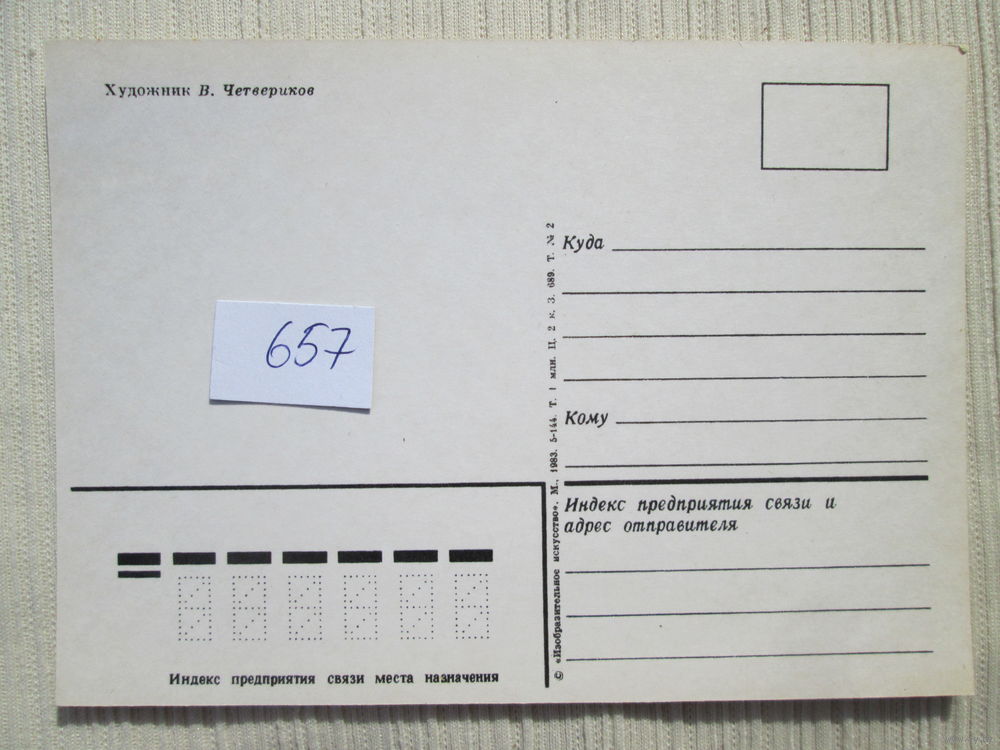 Художник В. Четвериков
657
Куда
Кому
Индекс предприятия связи и
адрес отправителя
© «Изобразительное искусство». М., 1983. 5-144. Т. 1 млн. Ц. 2 к. З. 689. Т. № 2
Индекс предприятия связи места назначения